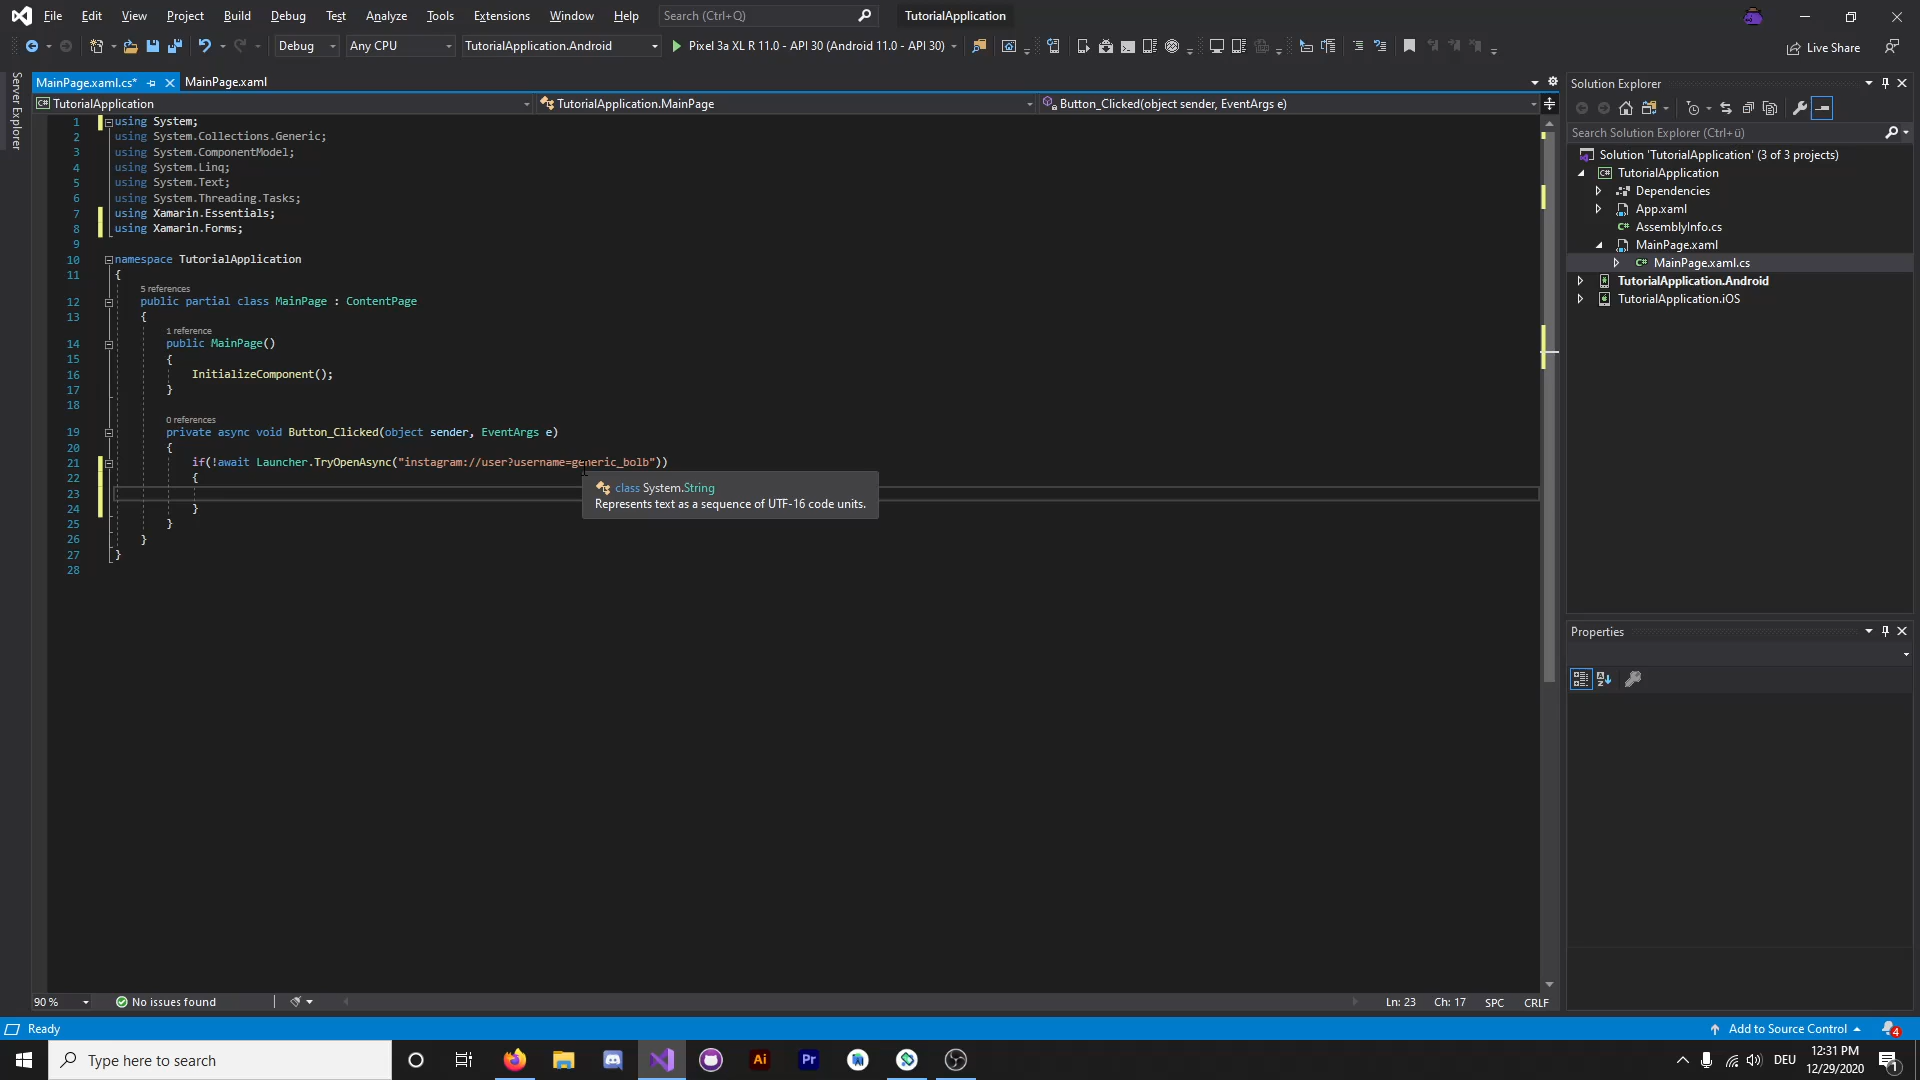 File Edit View Project Build Debug Test Analyze Tools Extensions Window Help Search (Ctrl+Q) TutorialApplication
Debug Any CPU TutorialApplication.Android Pixel 3a XL R 11.0 - API 30 (Android 11.0 - API 30) Live Share
Server Explorer
MainPage.xaml.cs* MainPage.xaml
TutorialApplication TutorialApplication.MainPage Button_Clicked(object sender, EventArgs e)
1 using System;
2 using System.Collections.Generic;
3 using System.ComponentModel;
4 using System.Linq;
5 using System.Text;
6 using System.Threading.Tasks;
7 using Xamarin.Essentials;
8 using Xamarin.Forms;
9
10 namespace TutorialApplication
11 {
5 references
12 public partial class MainPage : ContentPage
13 {
1 reference
14 public MainPage()
15 {
16 InitializeComponent();
17 }
18
0 references
19 private async void Button_Clicked(object sender, EventArgs e)
20 {
21 if(!await Launcher.TryOpenAsync("instagram://user?username=generic_bolb"))
22 {
23
24 }
25 }
26 }
27 }
28
class System.String
Represents text as a sequence of UTF-16 code units.
90 % No issues found Ln: 23 Ch: 17 SPC CRLF
Solution Explorer
Search Solution Explorer (Ctrl+ü)
Solution 'TutorialApplication' (3 of 3 projects)
TutorialApplication
Dependencies
App.xaml
AssemblyInfo.cs
MainPage.xaml
MainPage.xaml.cs
TutorialApplication.Android
TutorialApplication.iOS
Properties
Ready Add to Source Control 4
Type here to search Ai Pr DEU 12:31 PM
12/29/2020 1